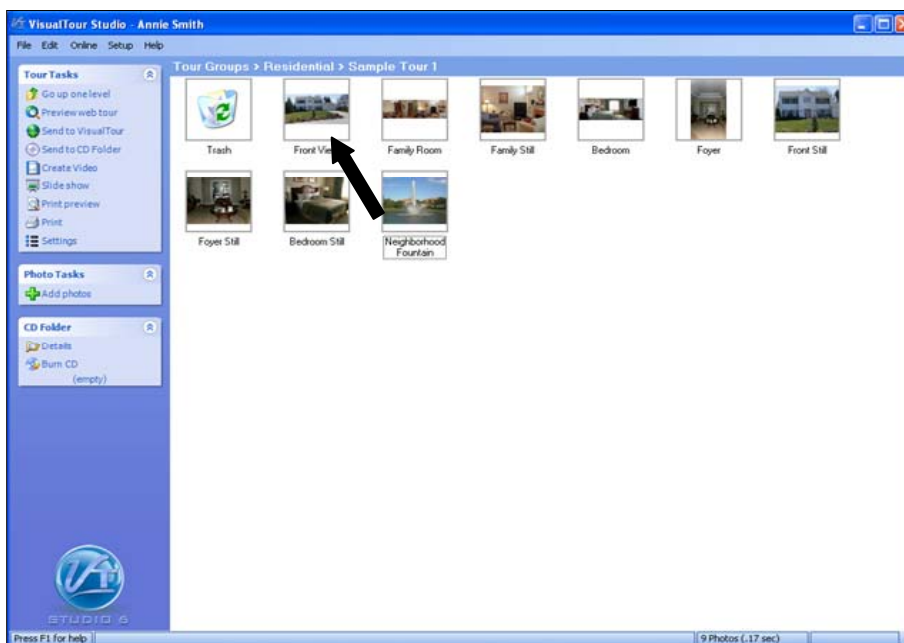 VisualTour Studio - Annie Smith
File Edit Online Setup Help
Tour Groups > Residential > Sample Tour 1
Tour Tasks
Go up one level
Preview web tour
Send to VisualTour
Send to CD Folder
Create Video
Slide show
Print preview
Print
Settings
Photo Tasks
Add photos
CD Folder
Details
Burn CD
(empty)
Trash Front View Family Room Family Still Bedroom Foyer Front Still
Foyer Still Bedroom Still Neighborhood
Fountain
STUDIO 6
Press F1 for help 9 Photos (.17 sec)